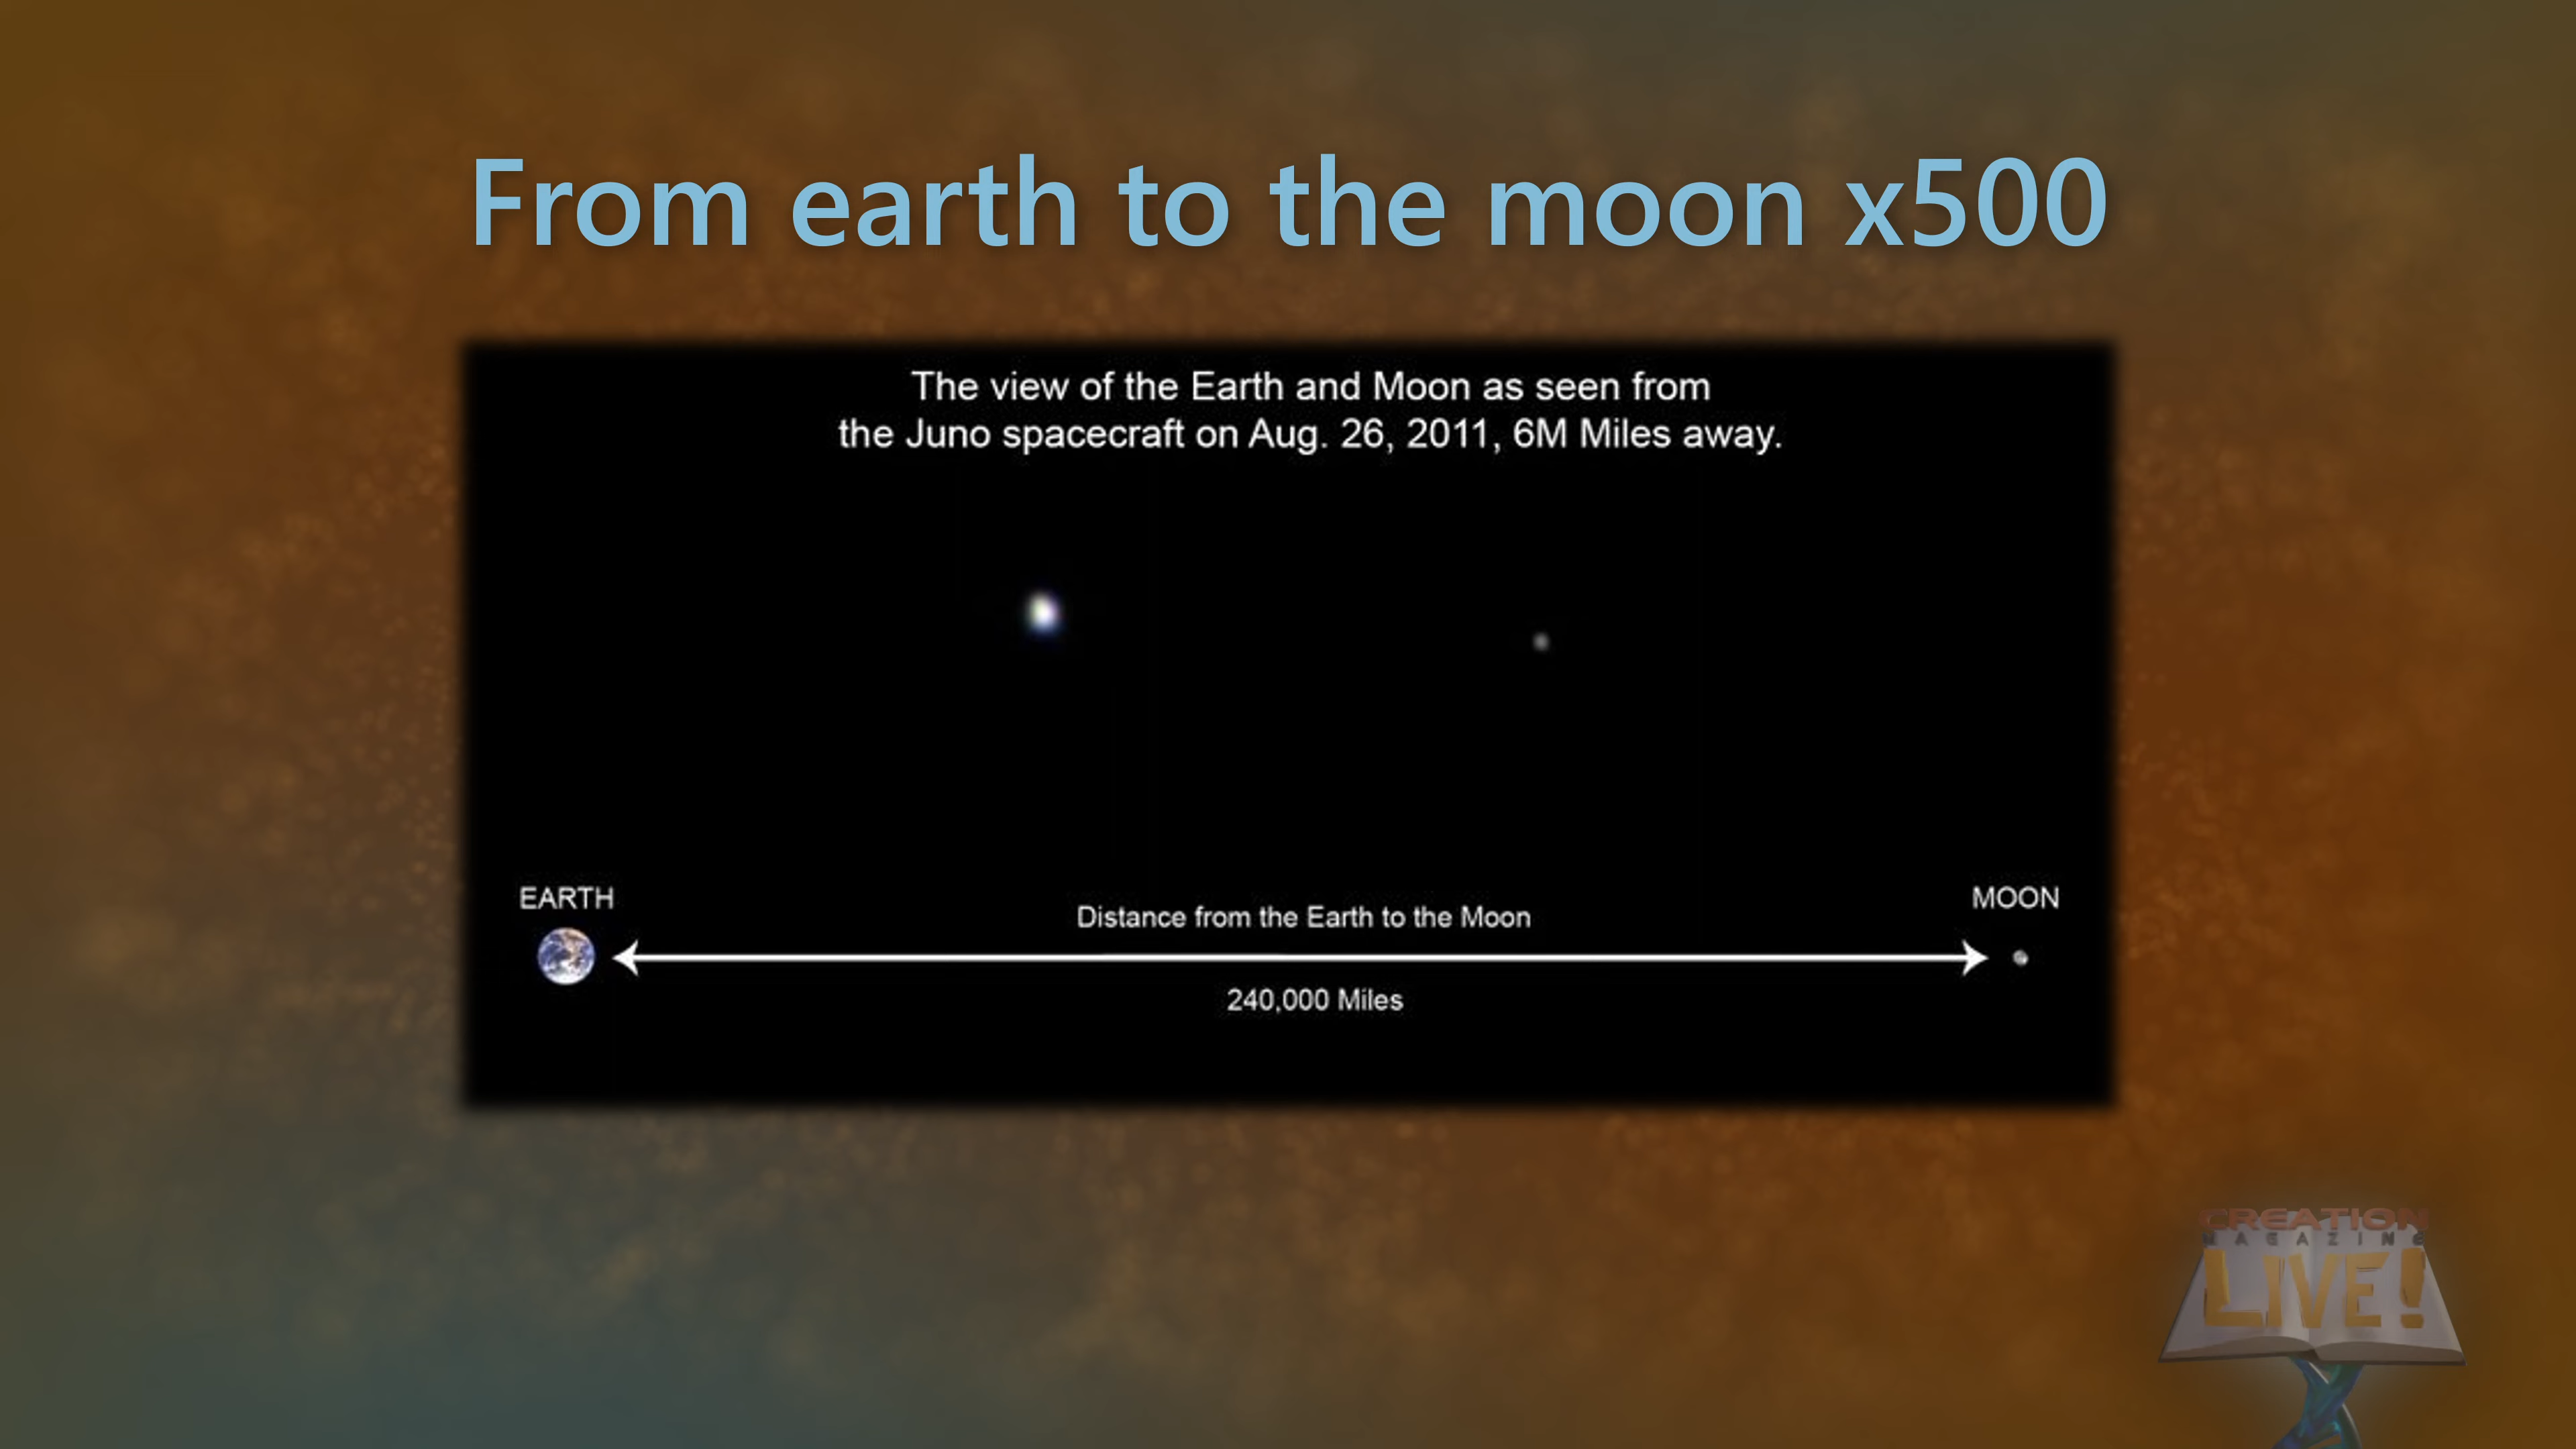 From earth to the moon x500
The view of the Earth and Moon as seen from
the Juno spacecraft on Aug. 26, 2011, 6M Miles away.
EARTH
MOON
Distance from the Earth to the Moon
240,000 Miles
CREATION
MAGAZINE
LIVE!